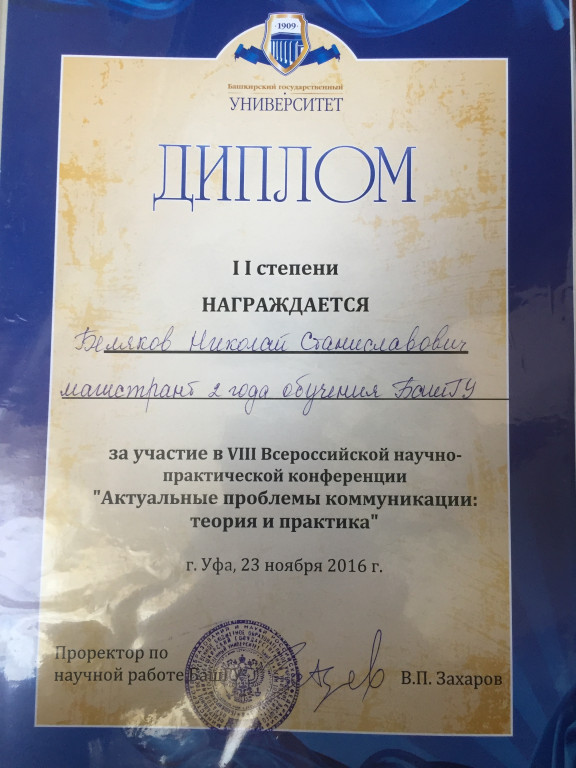 1909
Башкирский государственный
УНИВЕРСИТЕТ
ДИПЛОМ
I I степени
НАГРАЖДАЕТСЯ
Беляков Николай Станиславович
магистрант 2 года обучения БашГУ
за участие в VIII Всероссийской научно-
практической конференции
"Актуальные проблемы коммуникации:
теория и практика"
г. Уфа, 23 ноября 2016 г.
Проректор по
научной работе БашГУ
В.П. Захаров